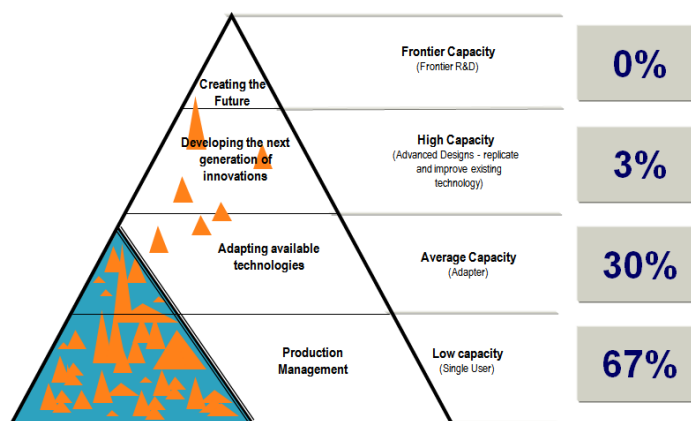 Creating the
Future
Frontier Capacity
(Frontier R&D)
0%
Developing the next
generation of
innovations
High Capacity
(Advanced Designs - replicate
and improve existing
technology)
3%
Adapting available
technologies
Average Capacity
(Adapter)
30%
Production
Management
Low capacity
(Single User)
67%